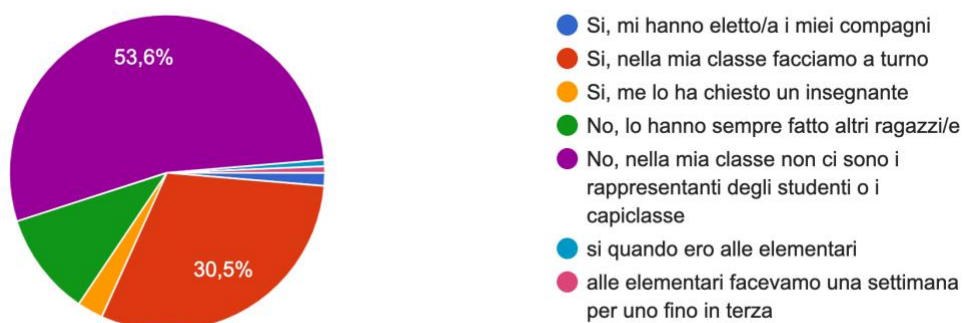 53,6%
30,5%
Si, mi hanno eletto/a i miei compagni
Si, nella mia classe facciamo a turno
Si, me lo ha chiesto un insegnante
No, lo hanno sempre fatto altri ragazzi/e
No, nella mia classe non ci sono i
rappresentanti degli studenti o i
capiclasse
si quando ero alle elementari
alle elementari facevamo una settimana
per uno fino in terza